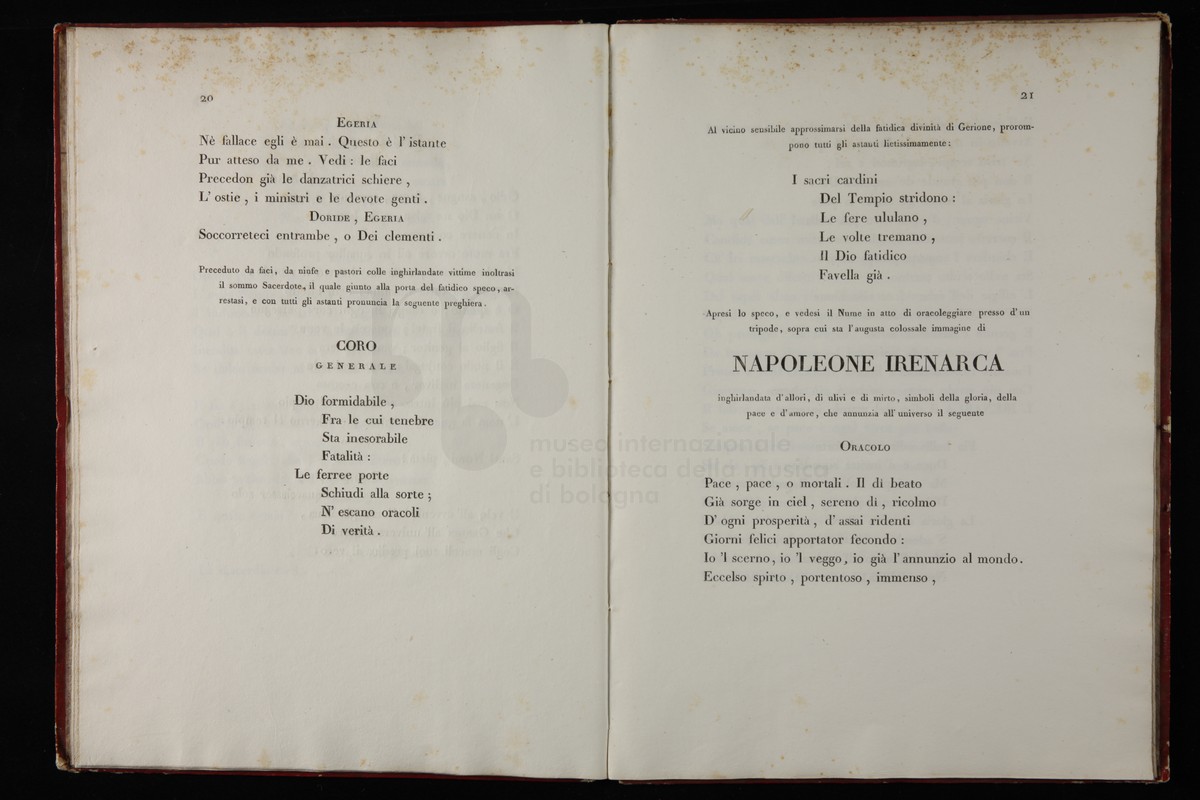 20
Egeria
Nè fallace egli è mai . Questo è l' istante
Pur atteso da me . Vedi : le faci
Precedon già le danzatrici schiere ,
L' ostie , i ministri e le devote genti .
Doride , Egeria
Soccorreteci entrambe , o Dei clementi .
Preceduto da faci, da ninfe e pastori colle inghirlandate vittime inoltrasi
il sommo Sacerdote, il quale giunto alla porta del fatidico speco, ar-
restasi, e con tutti gli astanti pronuncia la seguente preghiera .
CORO
GENERALE
Dio formidabile ,
Fra le cui tenebre
Sta inesorabile
Fatalità :
Le ferree porte
Schiudi alla sorte ;
N' escano oracoli
Di verità .
21
Al vicino sensibile approssimarsi della fatidica divinità di Gerione, prorom-
pono tutti gli astanti lietissimamente :
I sacri cardini
Del Tempio stridono :
Le fere ululano ,
Le volte tremano ,
Il Dio fatidico
Favella già .
Apresi lo speco, e vedesi il Nume in atto di oracoleggiare presso d'un
tripode, sopra cui sta l'augusta colossale immagine di
NAPOLEONE IRENARCA
inghirlandata d'allori, di ulivi e di mirto, simboli della gloria, della
pace e d'amore, che annunzia all'universo il seguente
Oracolo
Pace , pace , o mortali . Il dì beato
Già sorge in ciel , sereno dì , ricolmo
D' ogni prosperità , d' assai ridenti
Giorni felici apportator fecondo :
Io 'l scerno, io 'l veggo, io già l'annunzio al mondo.
Eccelso spirto , portentoso , immenso ,
museo internazionale
e biblioteca della musica
di bologna